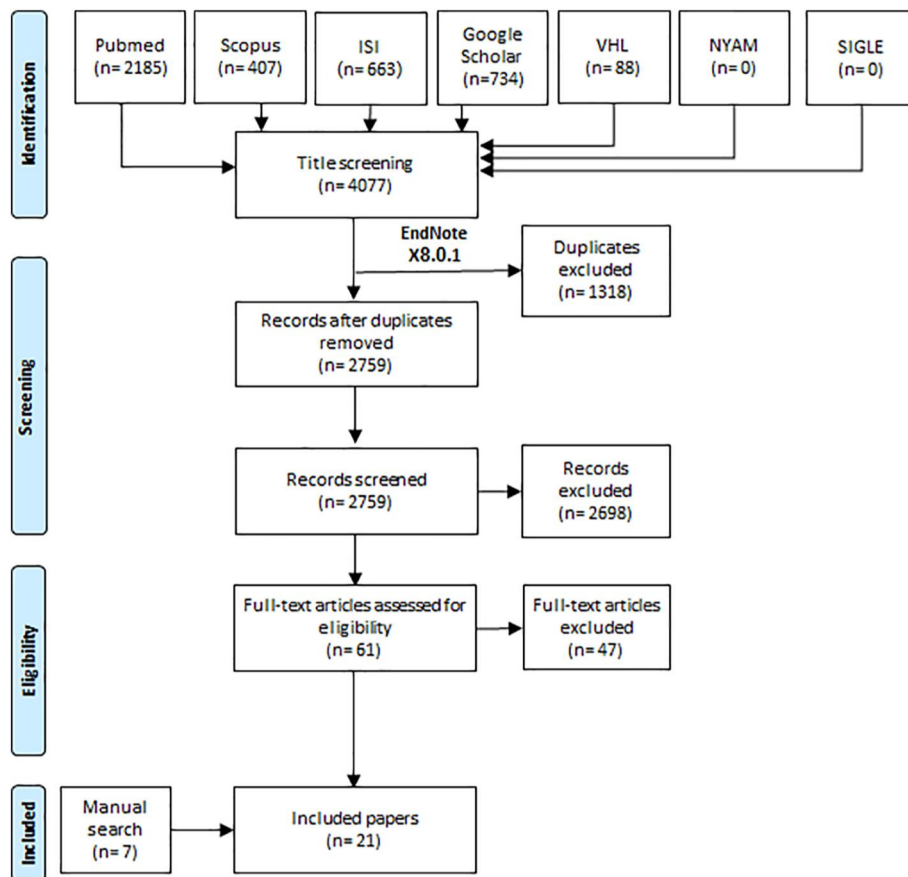 Identification
Pubmed
(n= 2185)
Scopus
(n= 407)
ISI
(n= 663)
Google
Scholar
(n=734)
VHL
(n= 88)
NYAM
(n= 0)
SIGLE
(n= 0)
Title screening
(n= 4077)
EndNote
X8.0.1
Duplicates
excluded
(n= 1318)
Screening
Records after duplicates
removed
(n= 2759)
Records screened
(n= 2759)
Records
excluded
(n= 2698)
Eligibility
Full-text articles assessed for
eligibility
(n= 61)
Full-text articles
excluded
(n= 47)
Included
Manual
search
(n= 7)
Included papers
(n= 21)